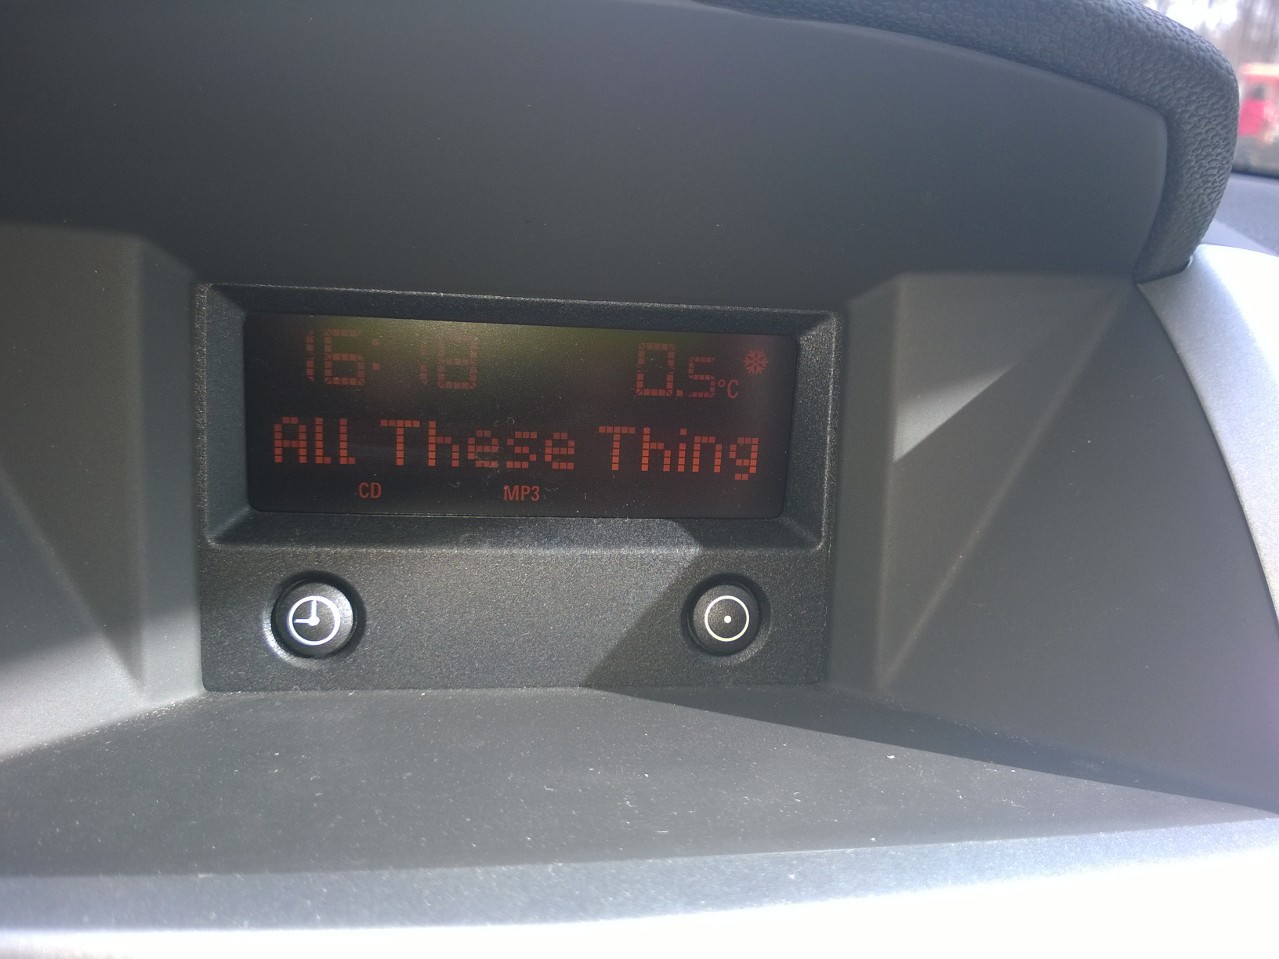 16:18 0.5°C
All These Thing
CD MP3